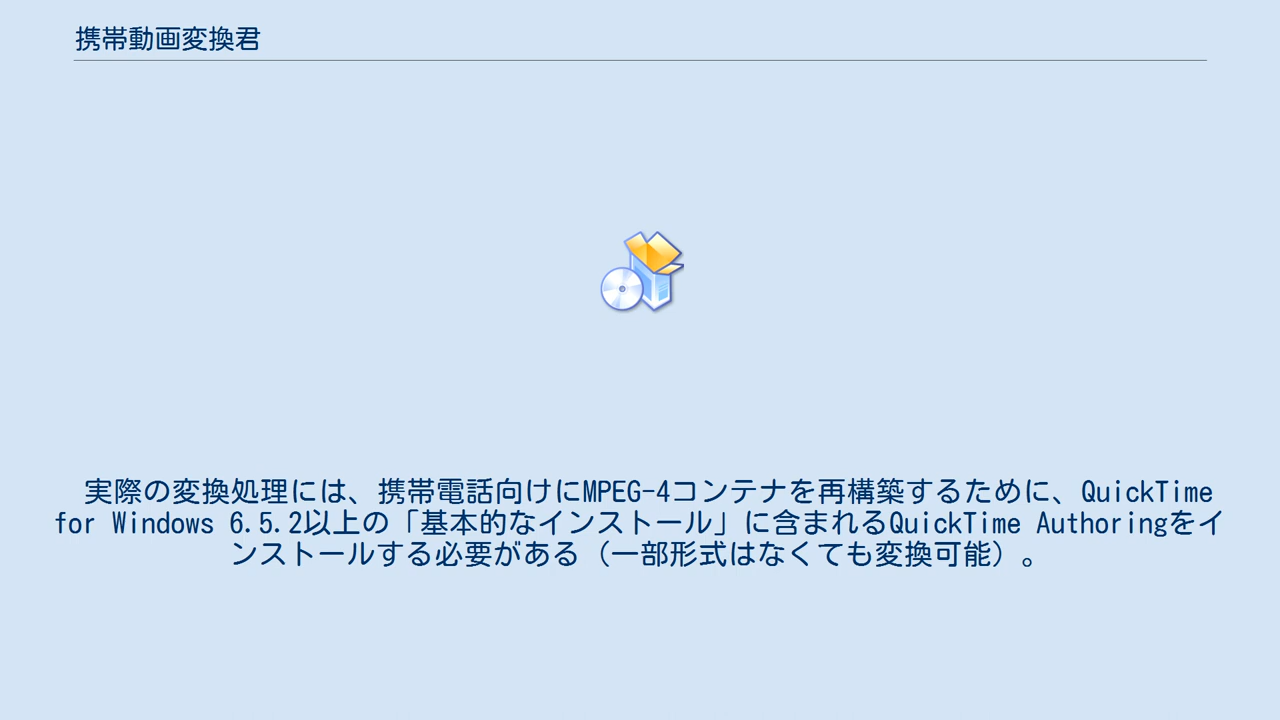 携帯動画変換君
実際の変換処理には、携帯電話向けにMPEG-4コンテナを再構築するために、QuickTime
for Windows 6.5.2以上の「基本的なインストール」に含まれるQuickTime Authoringをイ
ンストールする必要がある（一部形式はなくても変換可能）。